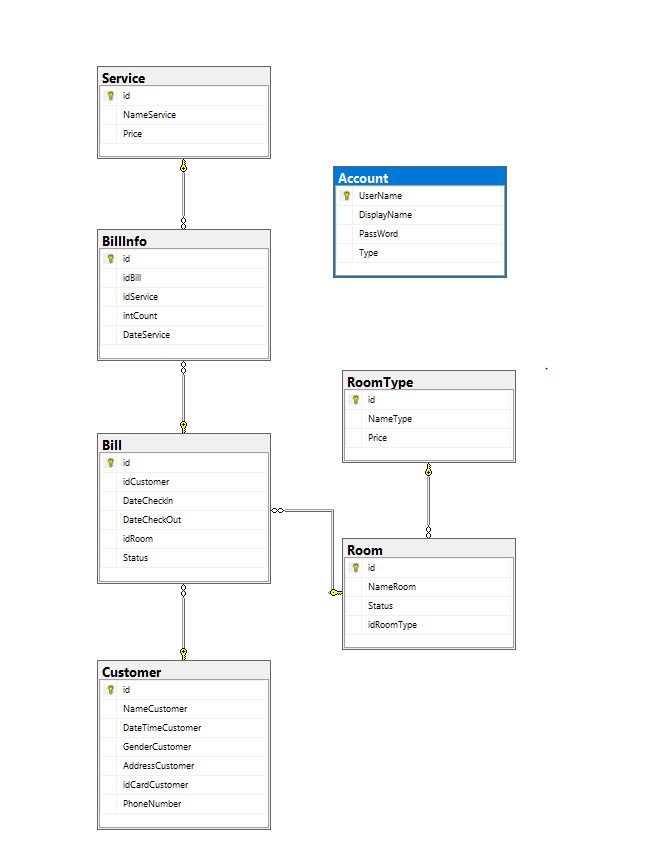 Service
id
NameService
Price
Account
UserName
DisplayName
PassWord
Type
BillInfo
id
idBill
idService
intCount
DateService
RoomType
id
NameType
Price
Bill
id
idCustomer
DateCheckIn
DateCheckOut
idRoom
Status
Room
id
NameRoom
Status
idRoomType
Customer
id
NameCustomer
DateTimeCustomer
GenderCustomer
AddressCustomer
idCardCustomer
PhoneNumber